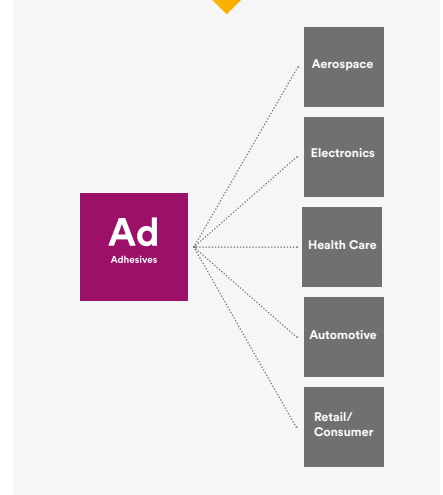 Aerospace
Electronics
Ad
Adhesives
Health Care
Automotive
Retail/
Consumer